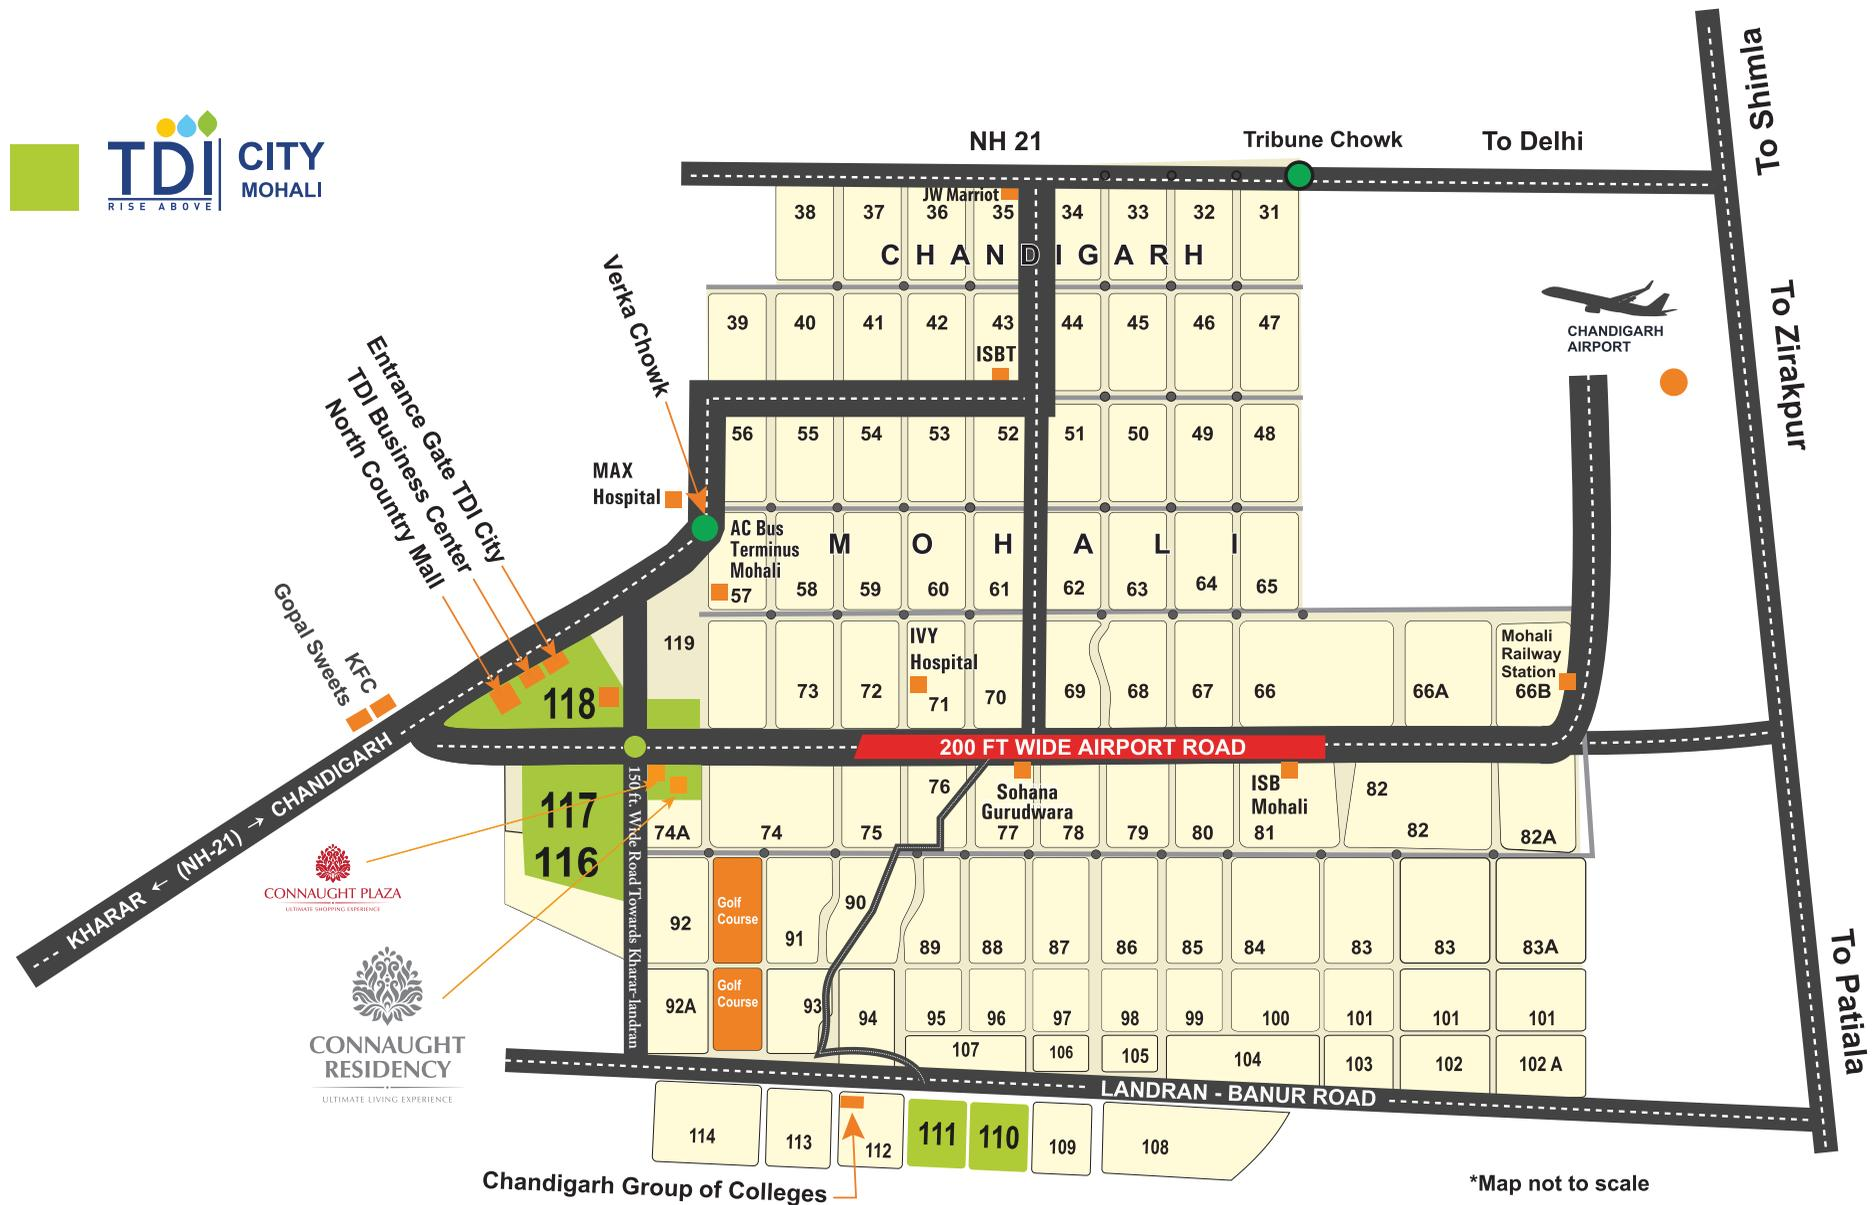 TDI CITY
MOHALI
RISE ABOVE
NH 21
Tribune Chowk
To Delhi
To Shimla
To Zirakpur
To Patiala
JW Marriot
38 37 36 35 34 33 32 31
CHANDIGARH
39 40 41 42 43 44 45 46 47
ISBT
CHANDIGARH
AIRPORT
Verka Chowk
Entrance Gate TDI City
TDI Business Center
North Country Mall
KFC
Gopal Sweets
56 55 54 53 52 51 50 49 48
MAX
Hospital
AC Bus
Terminus
Mohali
MOHALI
57 58 59 60 61 62 63 64 65
119
IVY
Hospital
Mohali
Railway
Station
118 73 72 71 70 69 68 67 66 66A 66B
200 FT WIDE AIRPORT ROAD
KHARAR ← (NH-21) → CHANDIGARH
150 ft. Wide Road Towards Kharar-landran
117
116
76
Sohana
Gurudwara
ISB
Mohali
82
74A 74 75 77 78 79 80 81 82 82A
CONNAUGHT PLAZA
ULTIMATE SHOPPING EXPERIENCE
Golf
Course
92 91 90 89 88 87 86 85 84 83 83 83A
Golf
Course
92A 93 94 95 96 97 98 99 100 101 101 101
107 106 105 104 103 102 102 A
CONNAUGHT
RESIDENCY
ULTIMATE LIVING EXPERIENCE
LANDRAN - BANUR ROAD
114 113 112 111 110 109 108
Chandigarh Group of Colleges
*Map not to scale